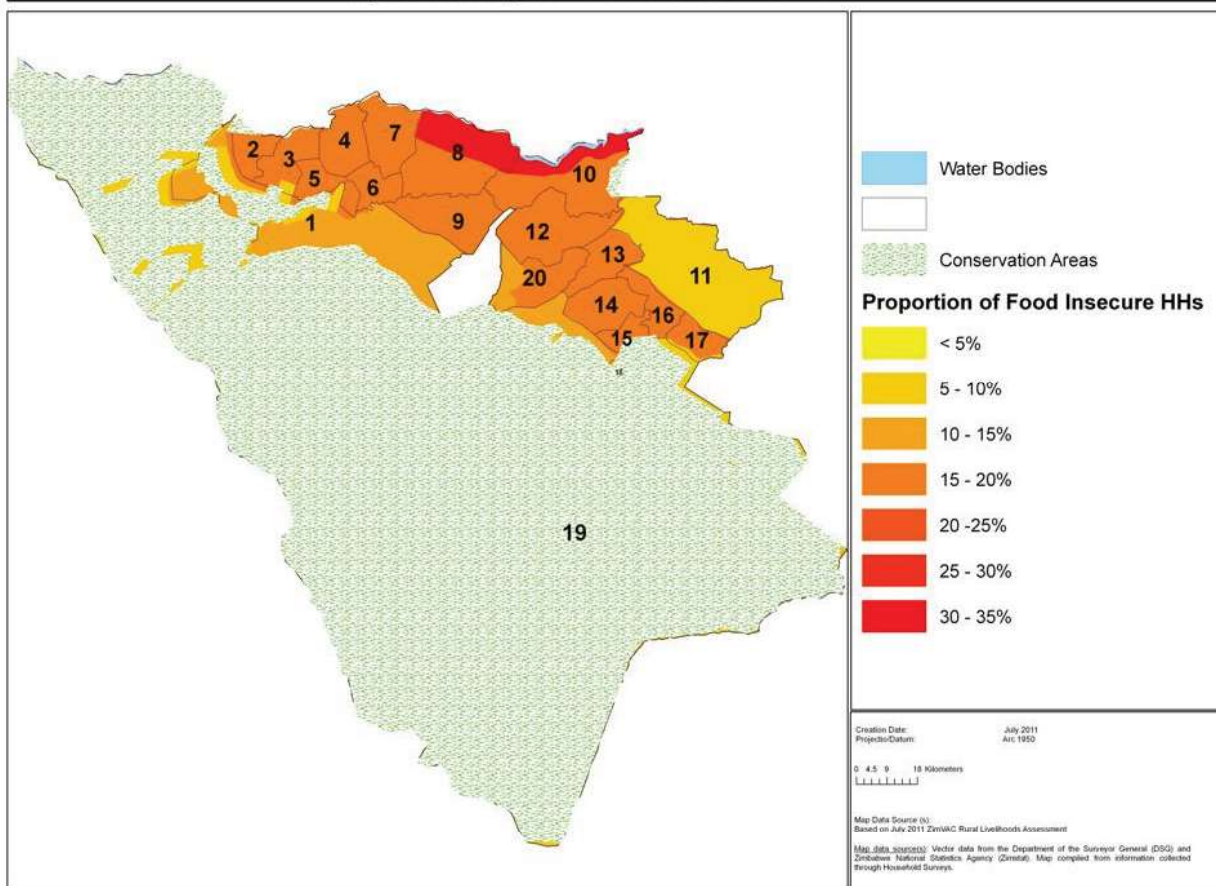 2
3
4
5
6
7
8
9
10
1
12
13
11
20
14
15
16
17
18
19
Water Bodies
Conservation Areas
Proportion of Food Insecure HHs
< 5%
5 - 10%
10 - 15%
15 - 20%
20 -25%
25 - 30%
30 - 35%
Creation Date: July 2011
Projectio/Datum: Arc 1950
0 4.5 9 18 Kilometers
Map Data Source (s):
Based on July 2011 ZimVAC Rural Livelihoods Assessment
Map data source(s): Vector data from the Department of the Surveyor General (DSG) and
Zimbabwe National Statistics Agency (Zimstat). Map compiled from information collected
through Household Surveys.